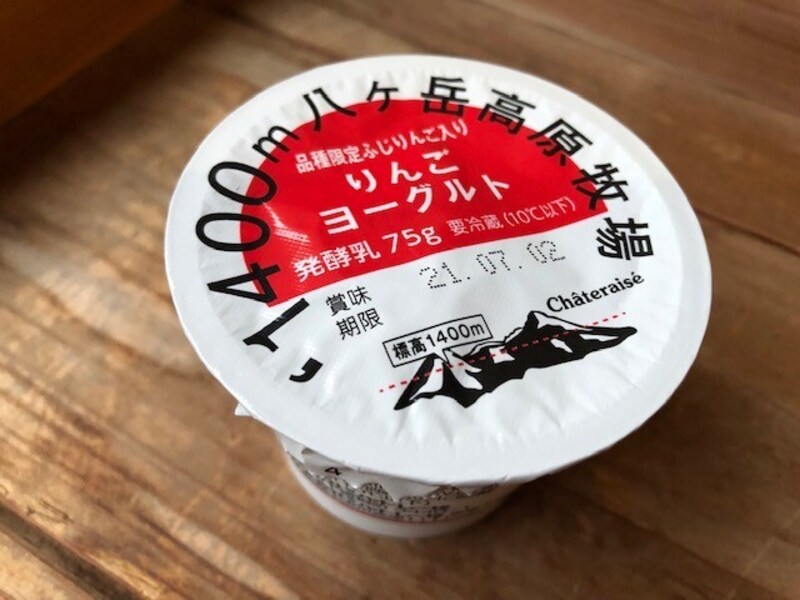 1400m八ヶ岳高原牧場
品種限定ふじりんご入り
りんご
ヨーグルト
発酵乳 75g 要冷蔵(10℃以下)
賞味
期限
21.07.02
Châteraisé
標高1400m
4